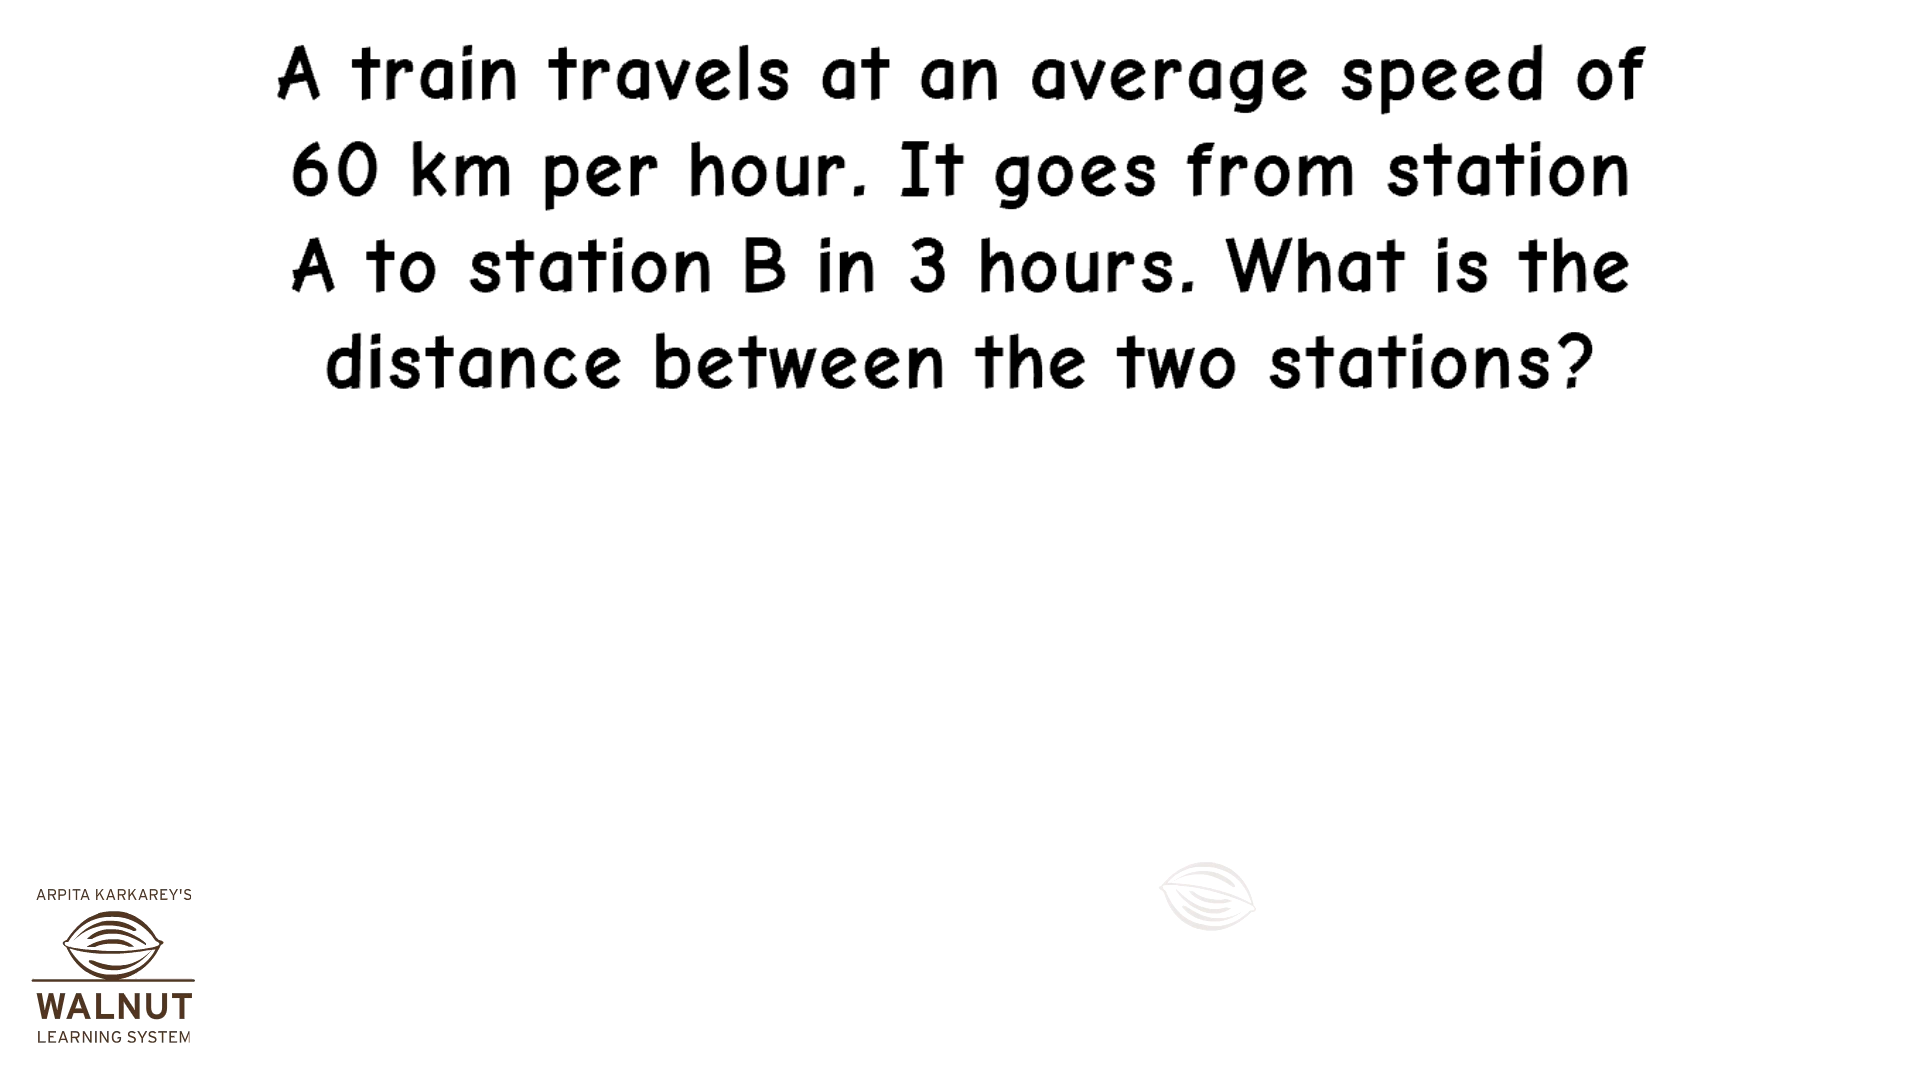 A train travels at an average speed of
60 km per hour. It goes from station
A to station B in 3 hours. What is the
distance between the two stations?
ARPITA KARKAREY'S
WALNUT
LEARNING SYSTEM